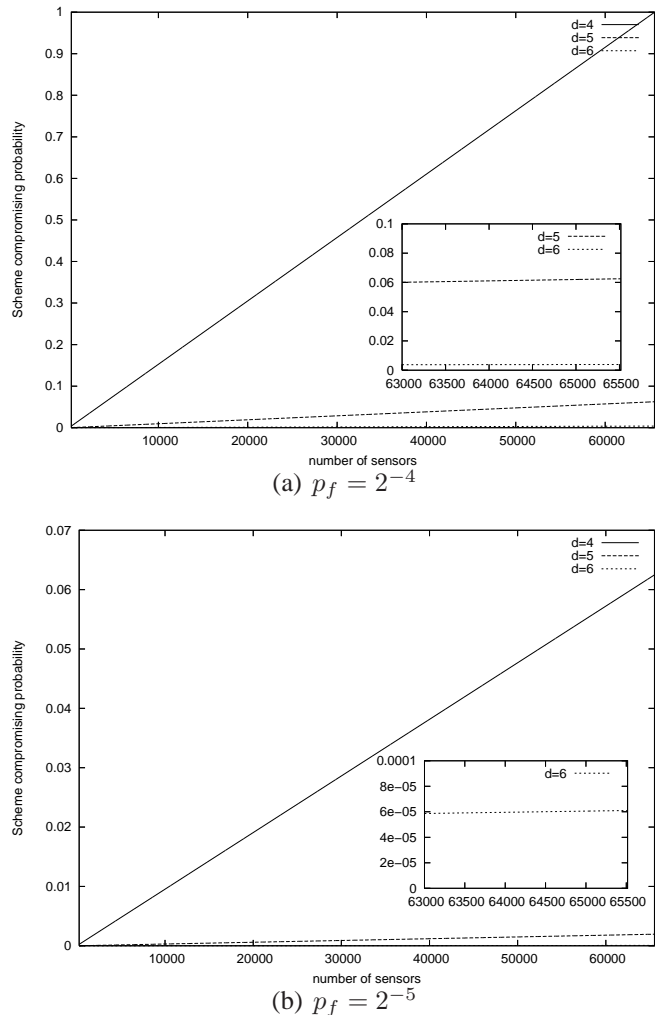 1
0.9
0.8
0.7
0.6
0.5
0.4
0.3
0.2
0.1
0
Scheme compromising probability
d=4
d=5
d=6
0.1
0.08
0.06
0.04
0.02
0
d=5
d=6
63000 63500 64000 64500 65000 65500
10000 20000 30000 40000 50000 60000
number of sensors
(a) p_f = 2^{-4}
0.07
0.06
0.05
0.04
0.03
0.02
0.01
0
Scheme compromising probability
d=4
d=5
d=6
0.0001
8e-05
6e-05
4e-05
2e-05
0
d=6
63000 63500 64000 64500 65000 65500
10000 20000 30000 40000 50000 60000
number of sensors
(b) p_f = 2^{-5}